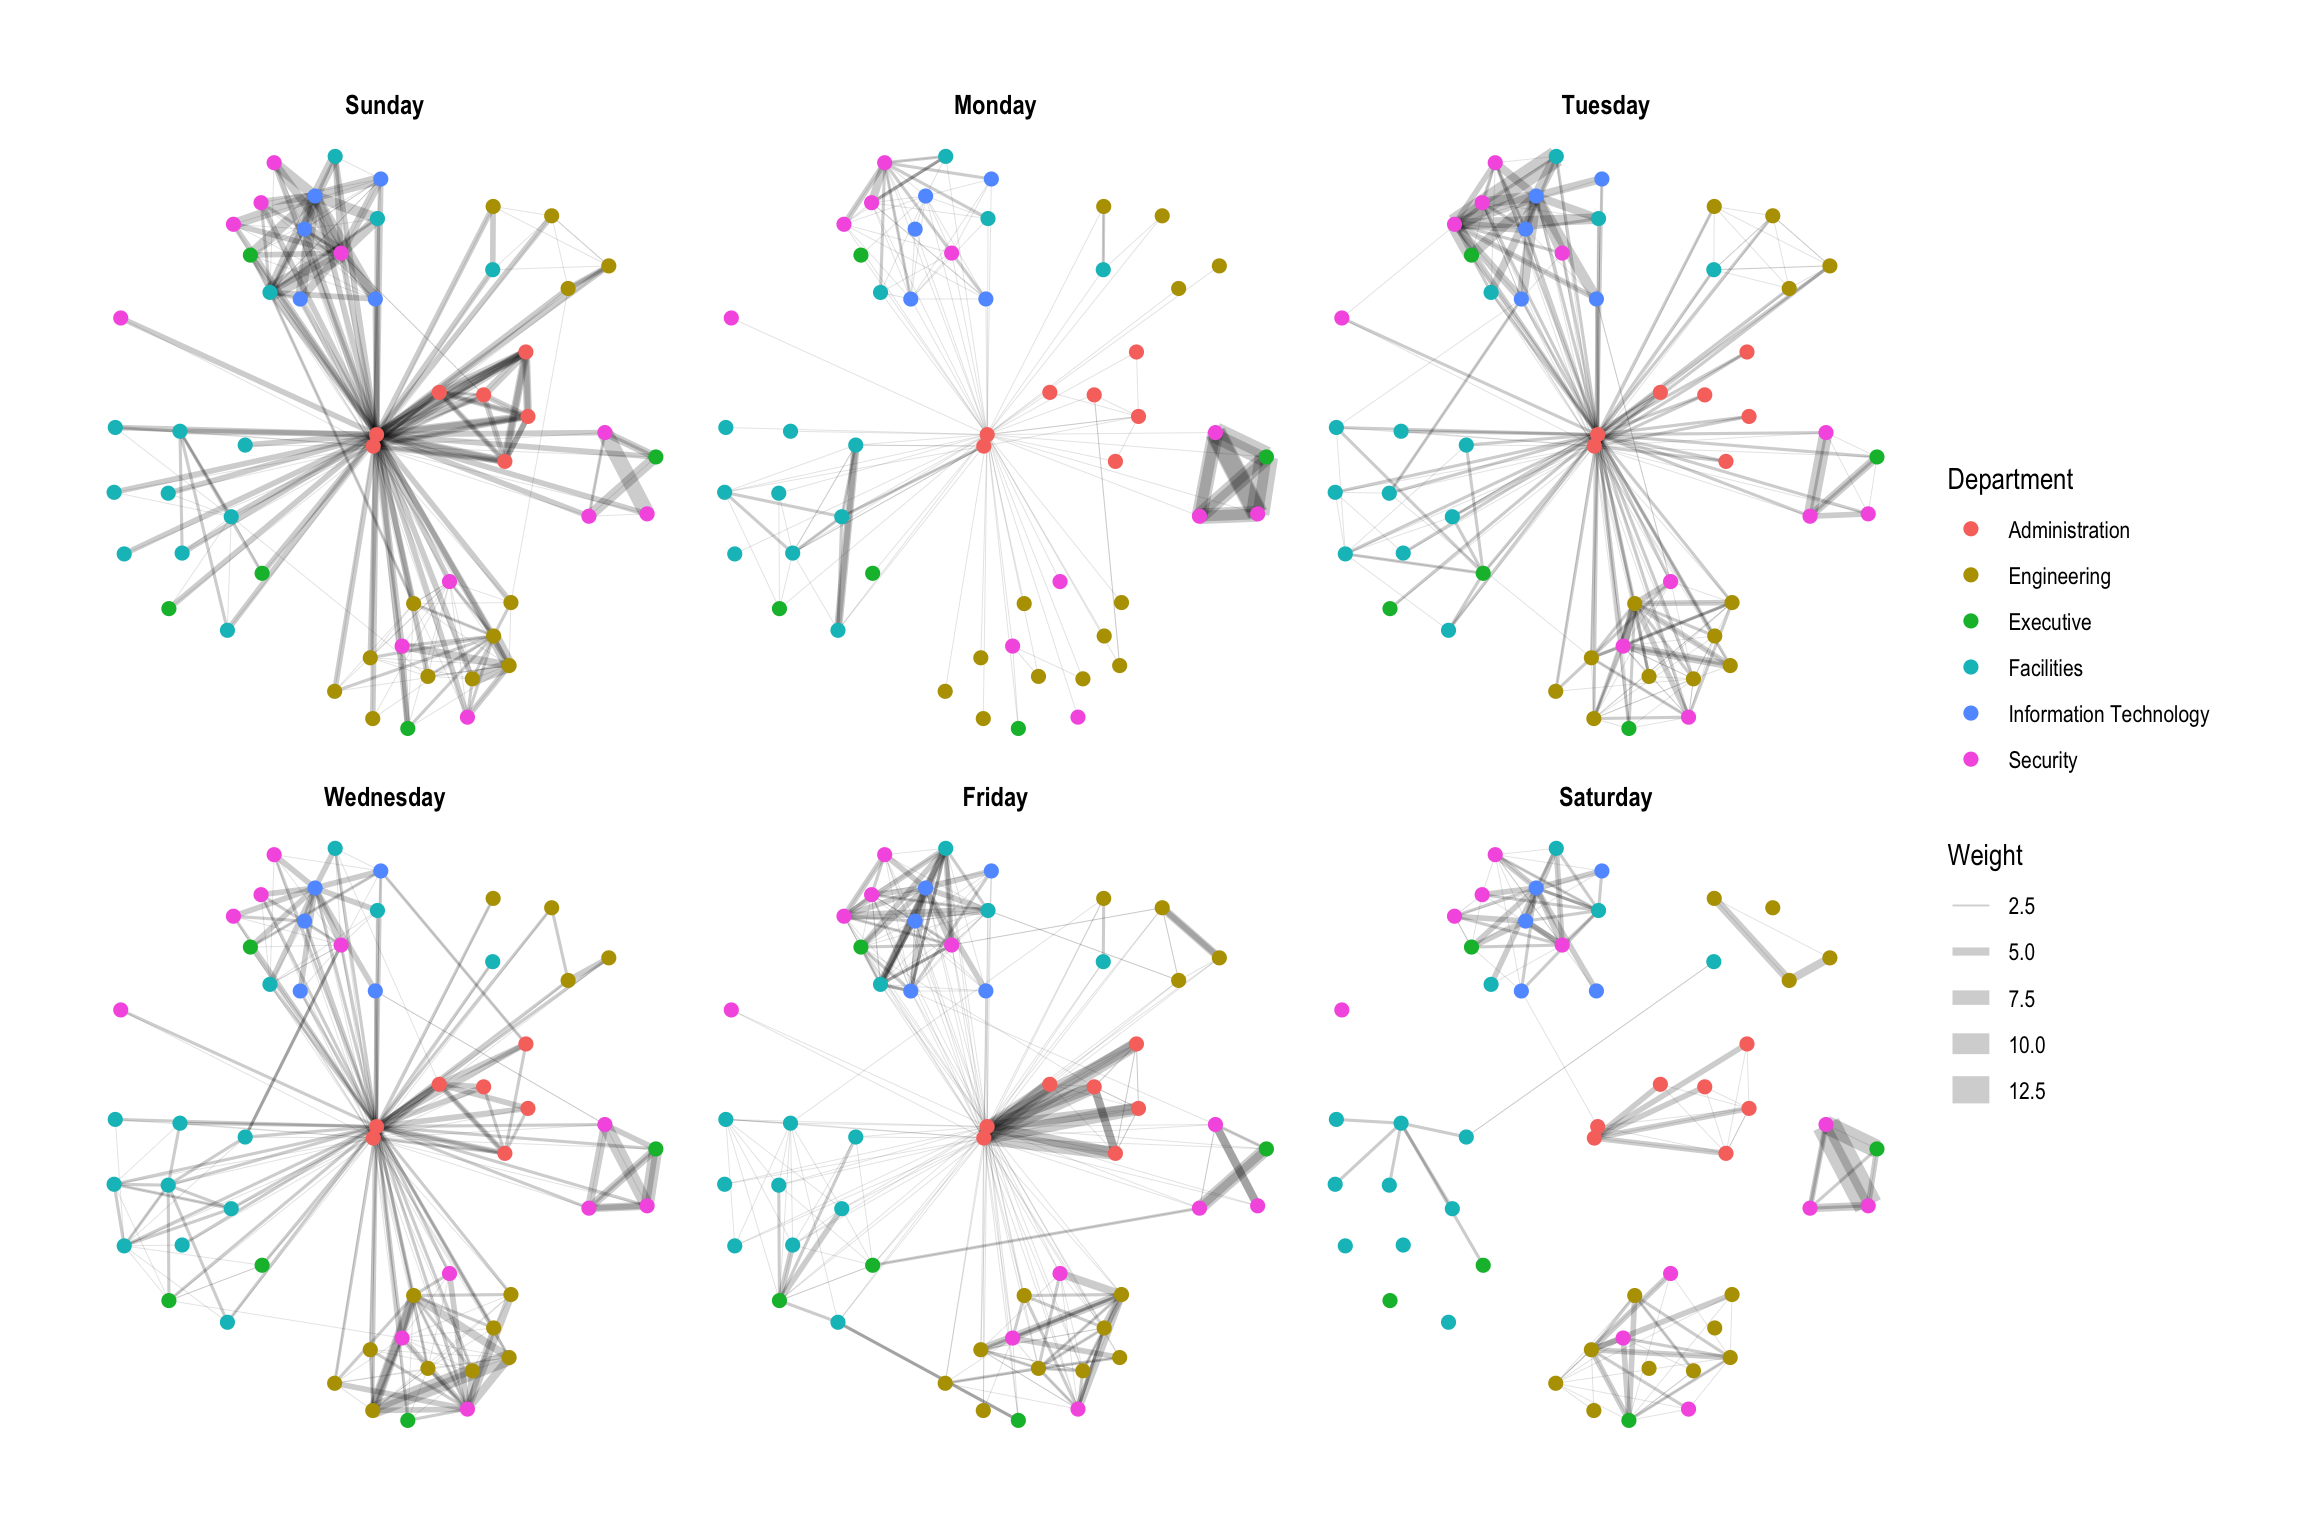 Sunday
Monday
Tuesday
Wednesday
Friday
Saturday
Department
Administration
Engineering
Executive
Facilities
Information Technology
Security
Weight
2.5
5.0
7.5
10.0
12.5